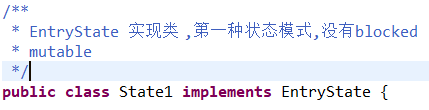 /**
 * EntryState 实现类 ,第一种状态模式,没有blocked
 * mutable
 */
public class State1 implements EntryState {